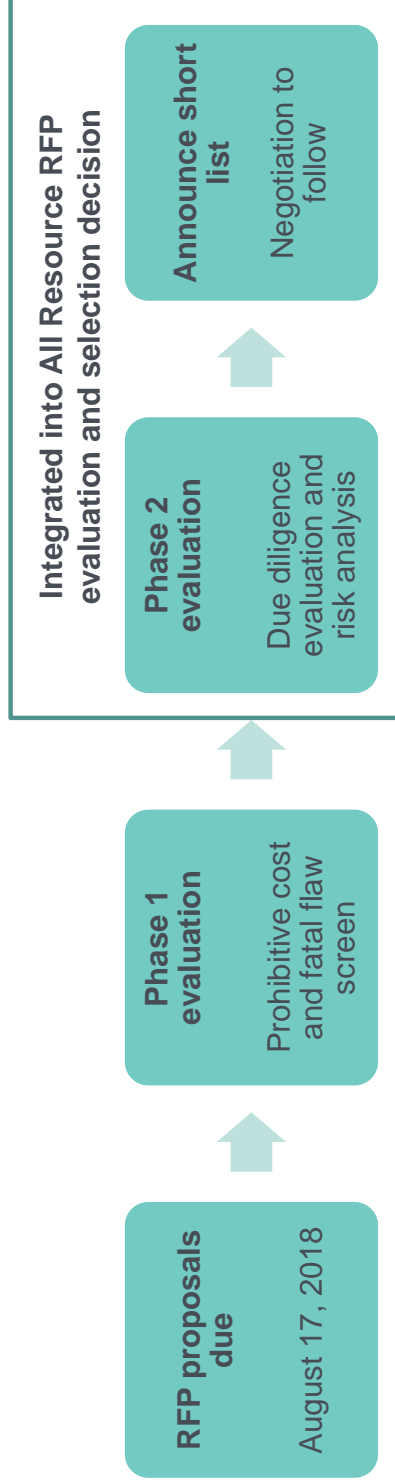 Integrated into All Resource RFP
evaluation and selection decision
RFP proposals
due
August 17, 2018
Phase 1
evaluation
Prohibitive cost
and fatal flaw
screen
Phase 2
evaluation
Due diligence
evaluation and
risk analysis
Announce short
list
Negotiation to
follow